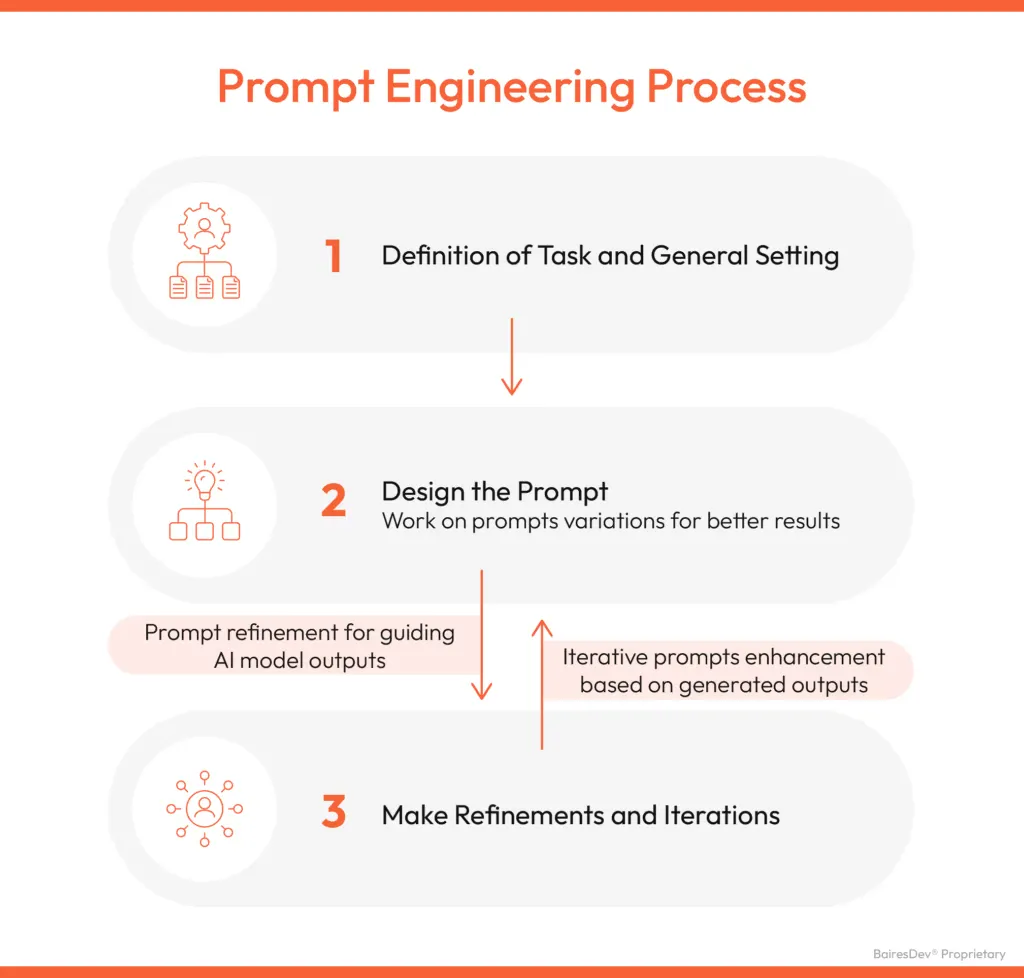 Prompt Engineering Process
1
Definition of Task and General Setting
2
Design the Prompt
Work on prompts variations for better results
Prompt refinement for guiding
AI model outputs
Iterative prompts enhancement
based on generated outputs
3
Make Refinements and Iterations
BairesDev® Proprietary